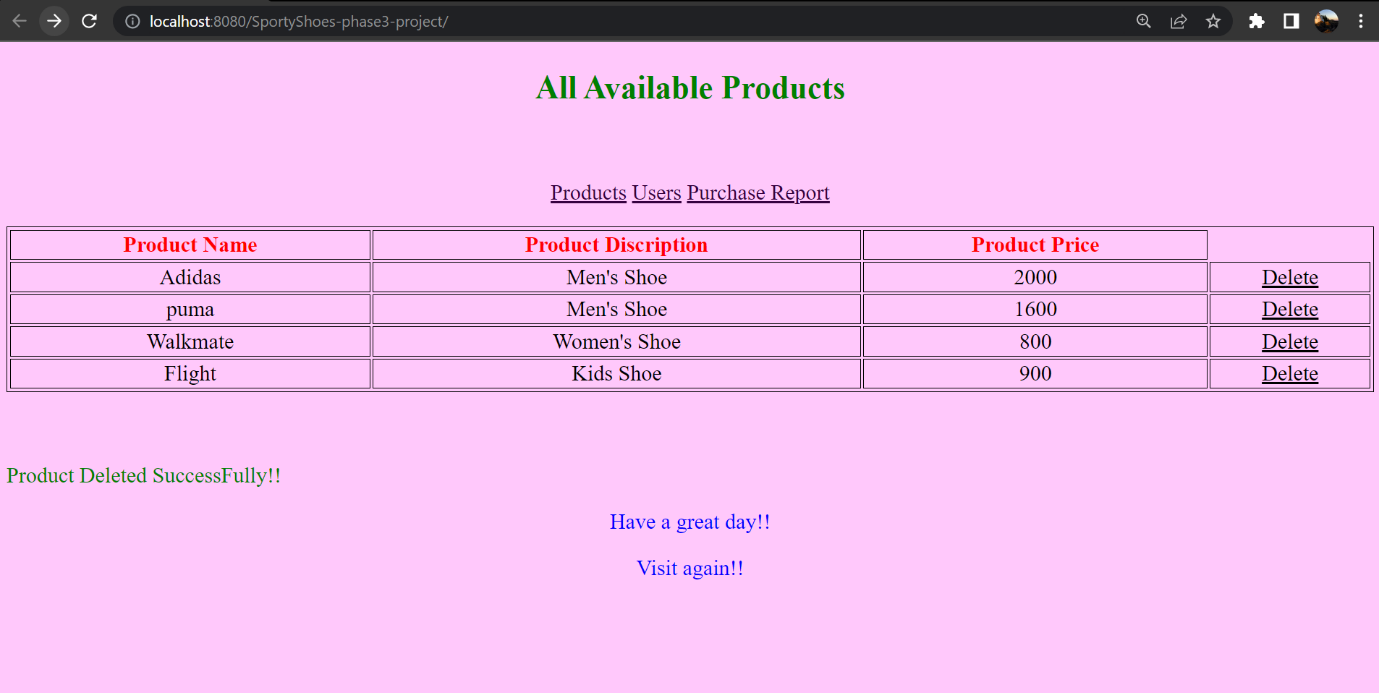 localhost:8080/SportyShoes-phase3-project/
All Available Products
Products Users Purchase Report
Product Name Product Discription Product Price
Adidas Men's Shoe 2000 Delete
puma Men's Shoe 1600 Delete
Walkmate Women's Shoe 800 Delete
Flight Kids Shoe 900 Delete
Product Deleted SuccessFully!!
Have a great day!!
Visit again!!